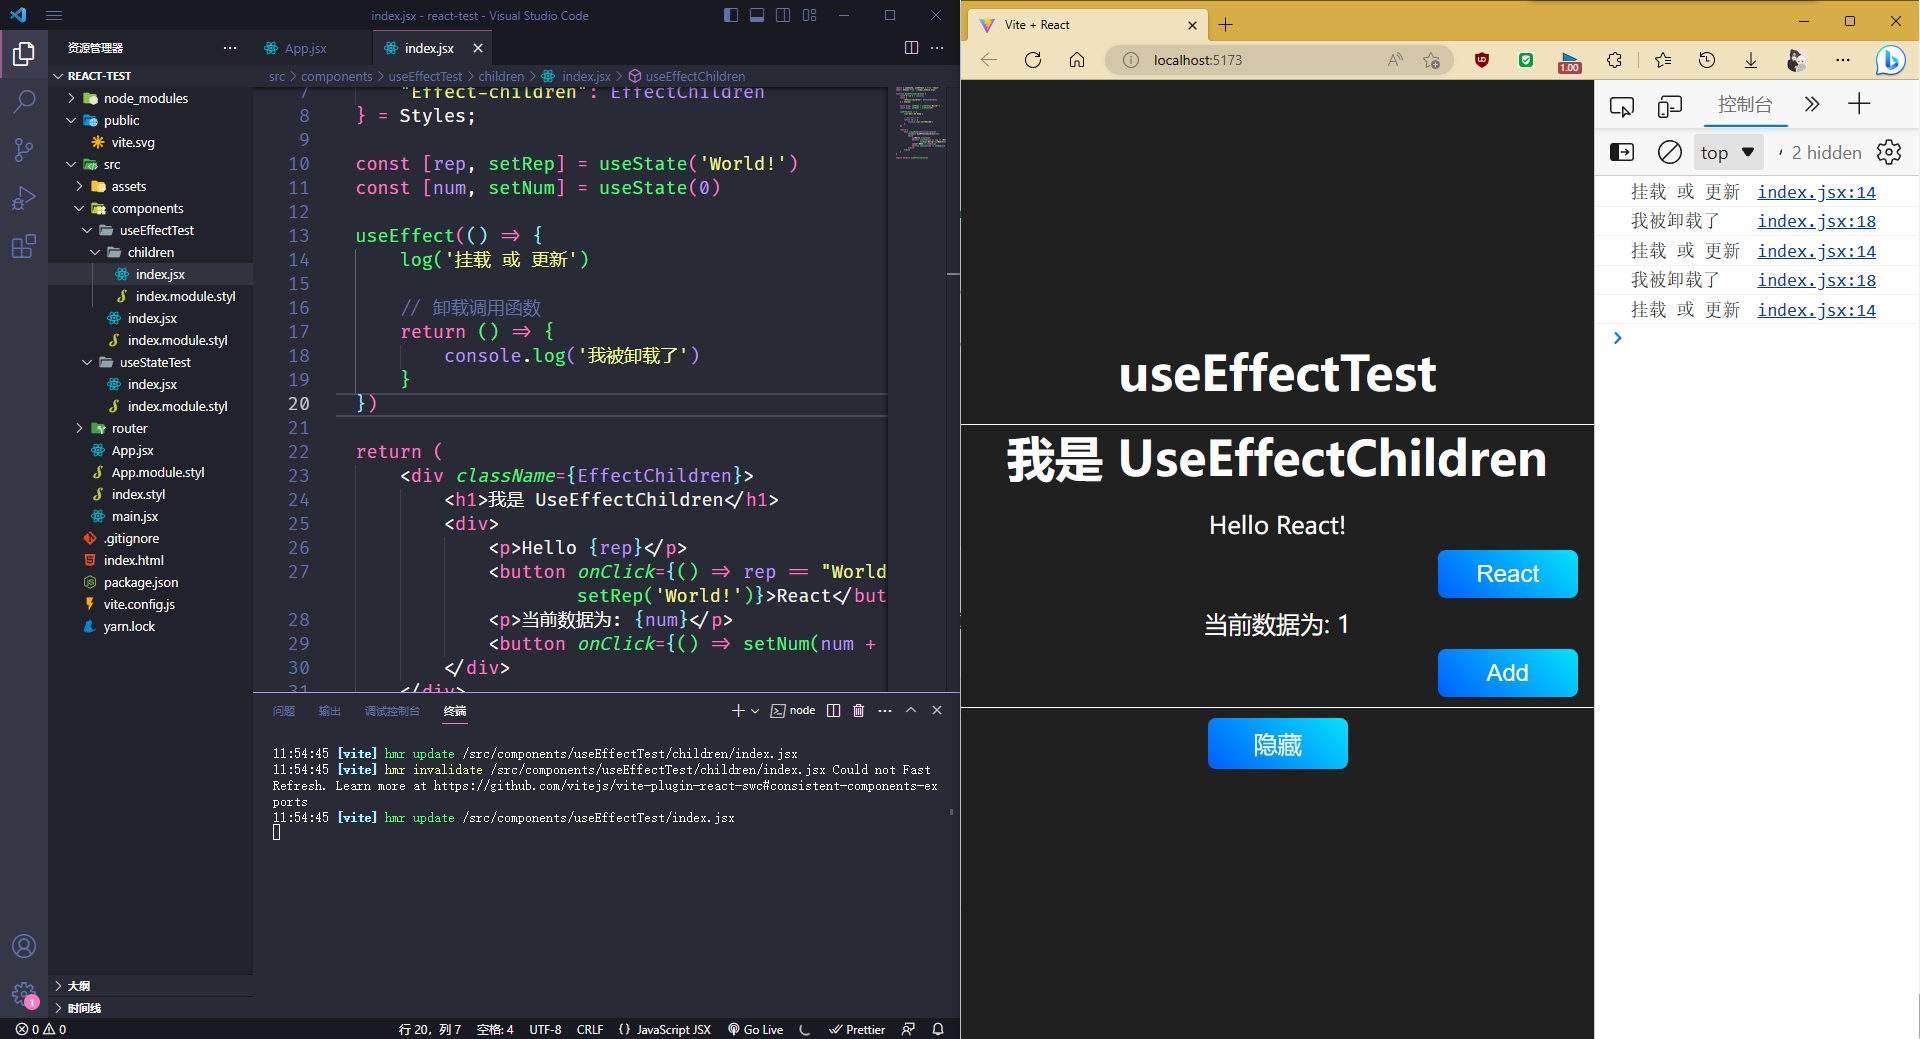 index.jsx - react-test - Visual Studio Code
资源管理器
REACT-TEST
node_modules
public
vite.svg
src
assets
components
useEffectTest
children
index.jsx
index.module.styl
index.jsx
index.module.styl
useStateTest
index.jsx
index.module.styl
router
App.jsx
App.module.styl
index.styl
main.jsx
.gitignore
index.html
package.json
vite.config.js
yarn.lock
大纲
时间线
App.jsx
index.jsx
src > components > useEffectTest > children > index.jsx > useEffectChildren
7 "Effect-children": EffectChildren
8 } = Styles;
9
10 const [rep, setRep] = useState('World!')
11 const [num, setNum] = useState(0)
12
13 useEffect(() => {
14 log('挂载 或 更新')
15
16 // 卸载调用函数
17 return () => {
18 console.log('我被卸载了')
19 }
20 })
21
22 return (
23 <div className={EffectChildren}>
24 <h1>我是 UseEffectChildren</h1>
25 <div>
26 <p>Hello {rep}</p>
27 <button onClick={() => rep == "World
setRep('World!')}>React</but
28 <p>当前数据为: {num}</p>
29 <button onClick={() => setNum(num +
30 </div>
31 </div>
问题 输出 调试控制台 终端
node
11:54:45 [vite] hmr update /src/components/useEffectTest/children/index.jsx
11:54:45 [vite] hmr invalidate /src/components/useEffectTest/children/index.jsx Could not Fast
Refresh. Learn more at https://github.com/vitejs/vite-plugin-react-swc#consistent-components-ex
ports
11:54:45 [vite] hmr update /src/components/useEffectTest/index.jsx
1
0 0
行 20，列 7 空格: 4 UTF-8 CRLF {} JavaScript JSX Go Live Prettier
Vite + React
localhost:5173
1.00
useEffectTest
我是 UseEffectChildren
Hello React!
React
当前数据为: 1
Add
隐藏
控制台
top 2 hidden
挂载 或 更新 index.jsx:14
我被卸载了 index.jsx:18
挂载 或 更新 index.jsx:14
我被卸载了 index.jsx:18
挂载 或 更新 index.jsx:14